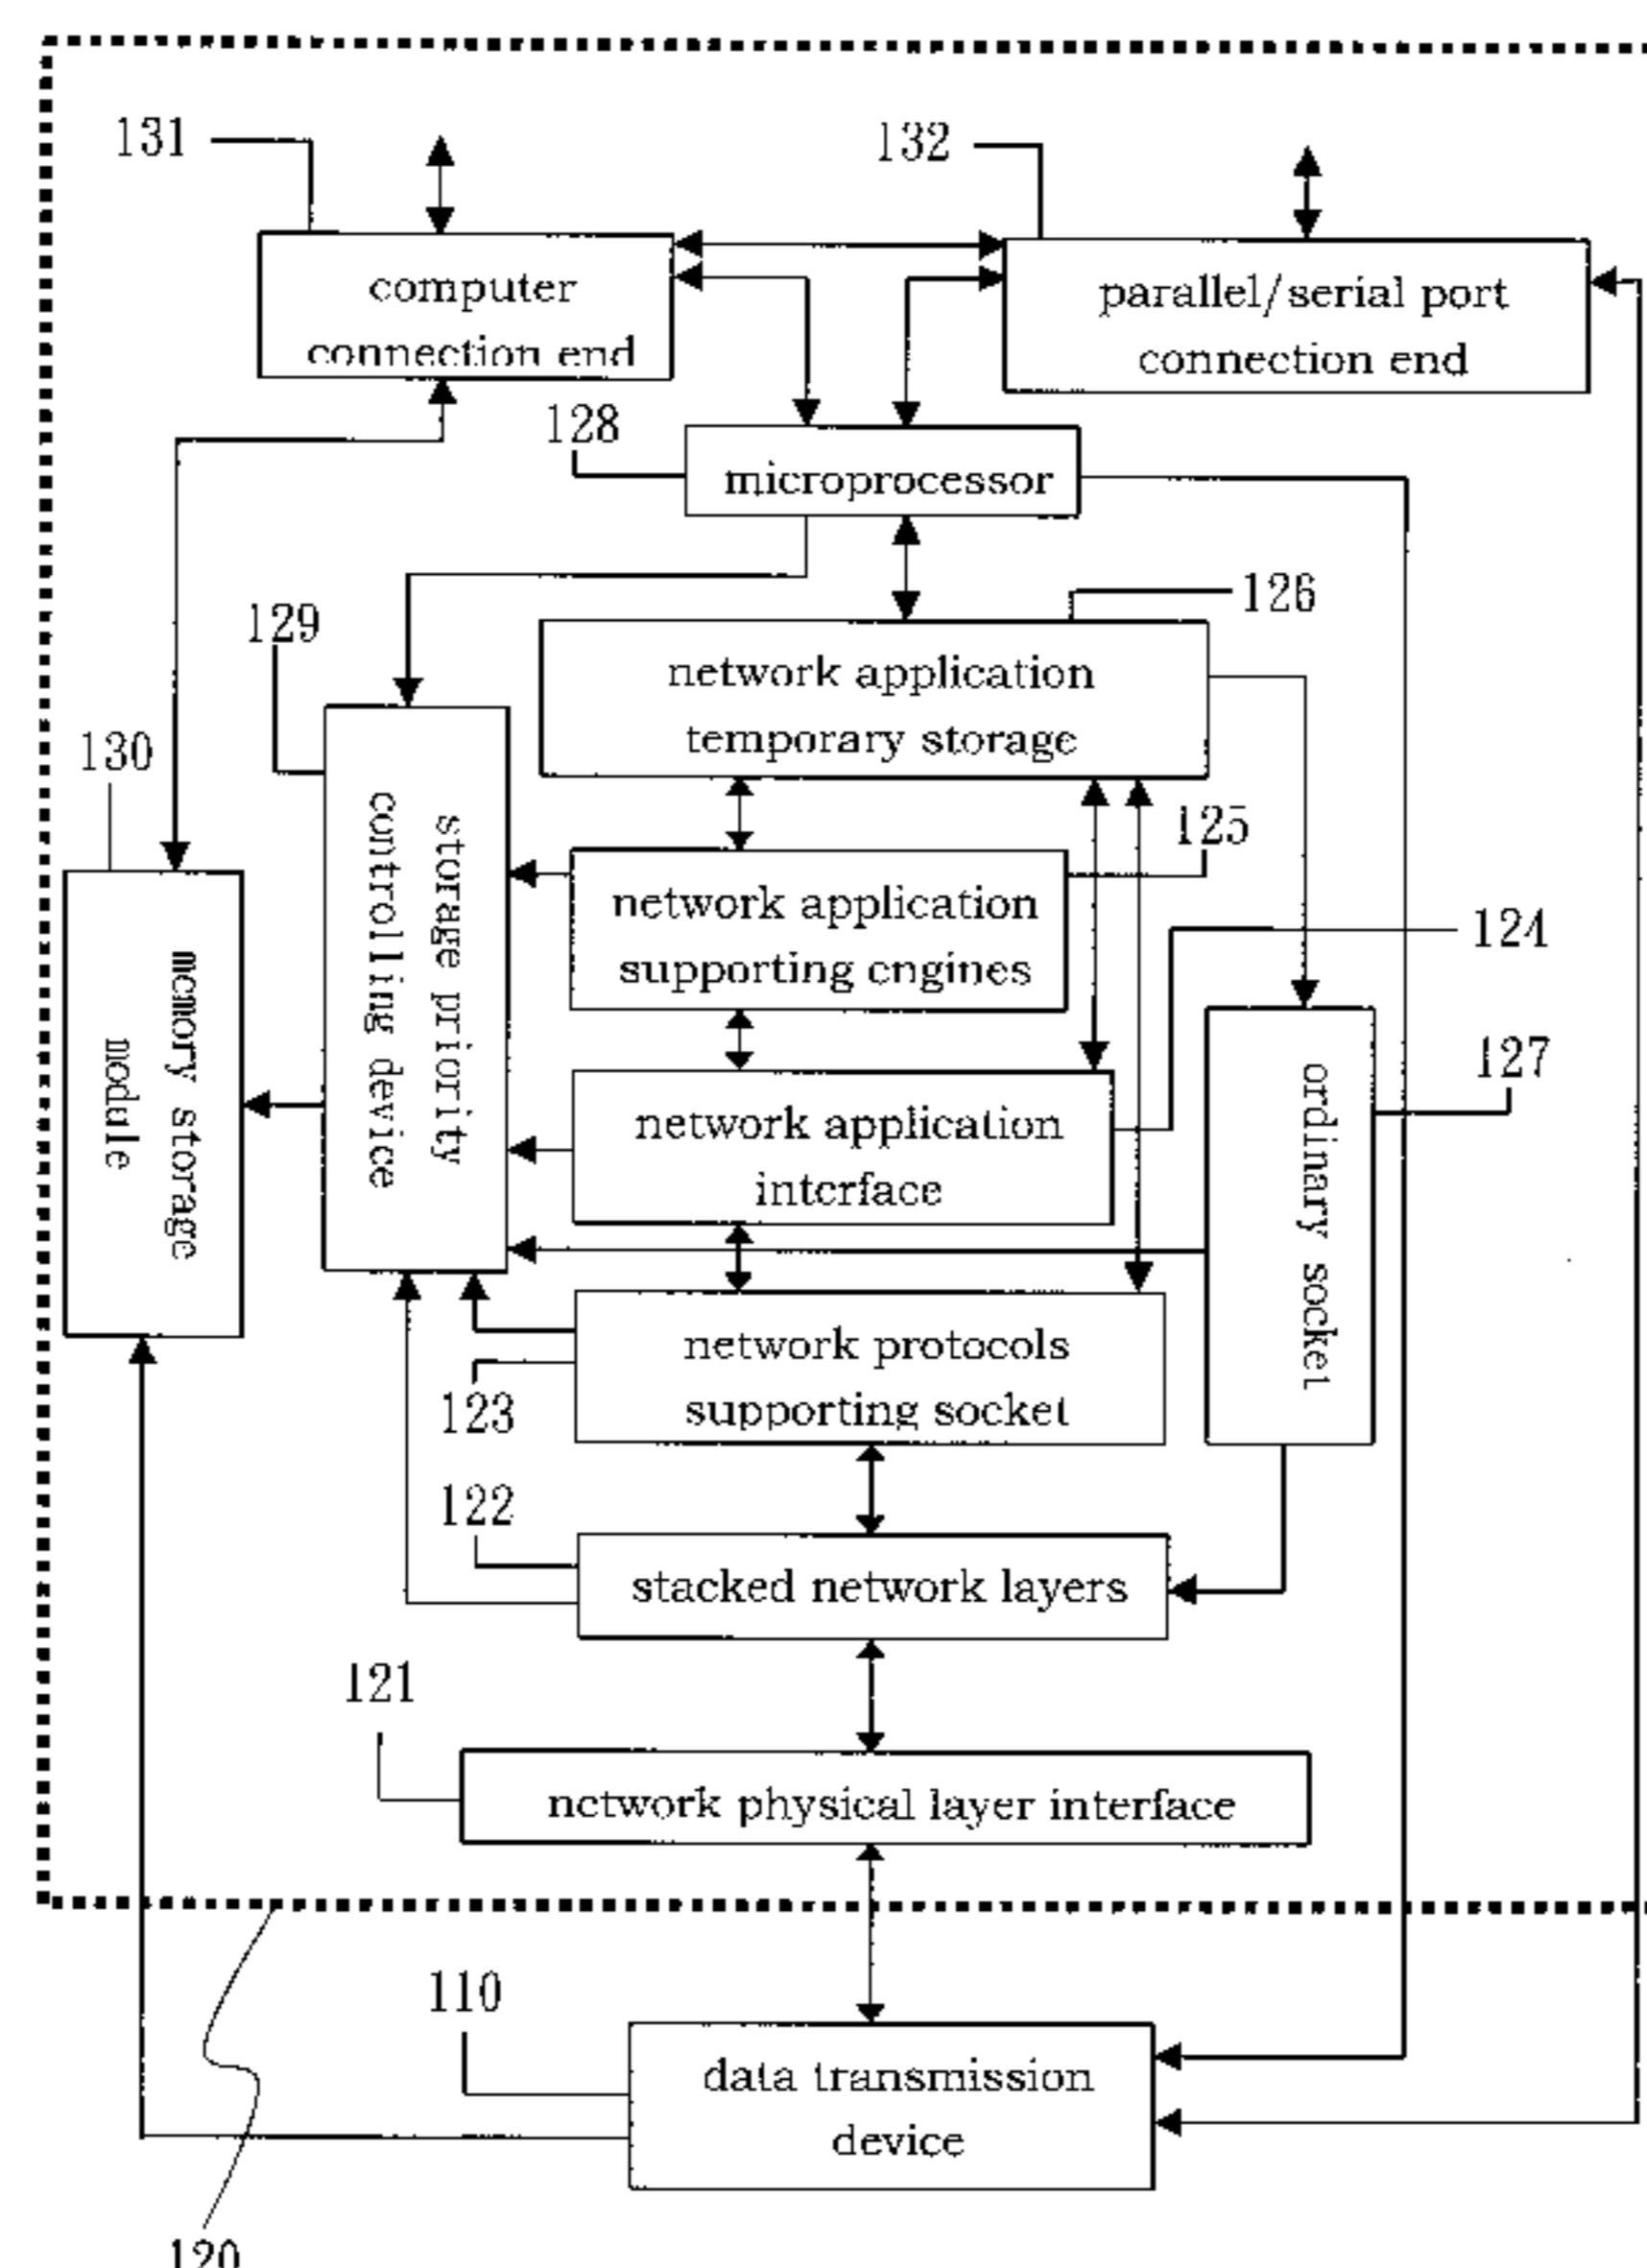 131
132
computer
connection end
parallel/serial port
connection end
128
microprocessor
126
129
network application
temporary storage
130
125
storage priority
controlling device
network application
supporting engines
124
memory storage
module
127
ordinary socket
network application
interface
network protocols
supporting socket
123
122
stacked network layers
121
network physical layer interface
110
data transmission
device
120